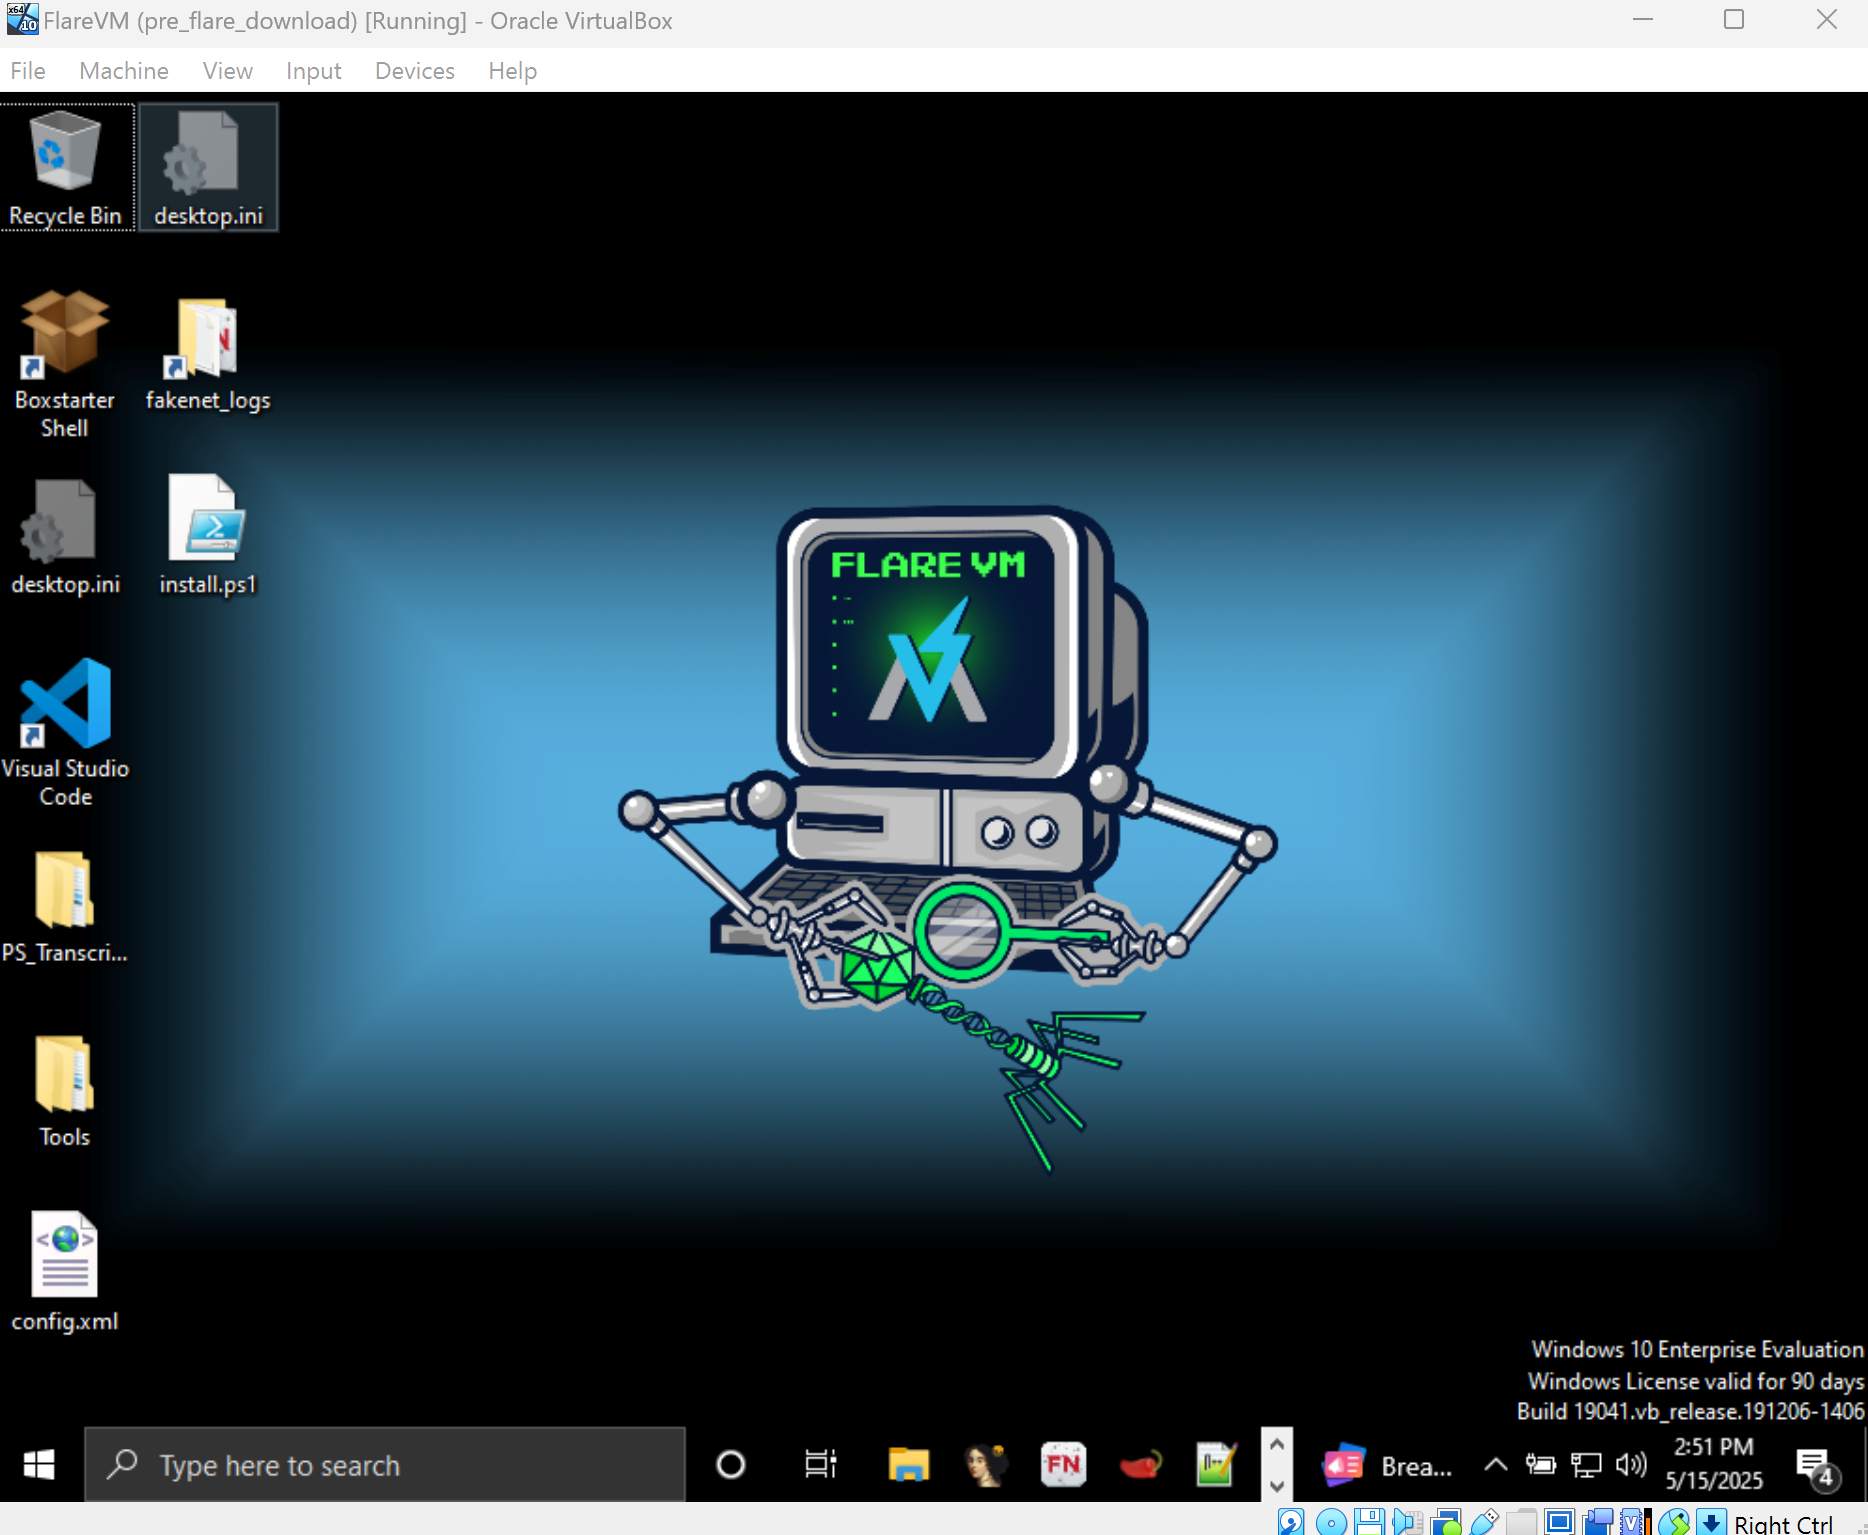 FlareVM (pre_flare_download) [Running] - Oracle VirtualBox
File Machine View Input Devices Help
Recycle Bin
desktop.ini
Boxstarter
Shell
fakenet_logs
desktop.ini
install.ps1
Visual Studio
Code
PS_Transcri...
Tools
config.xml
FLARE VM
Windows 10 Enterprise Evaluation
Windows License valid for 90 days
Build 19041.vb_release.191206-1406
Type here to search
FN
Brea...
2:51 PM
5/15/2025
4
Right Ctrl